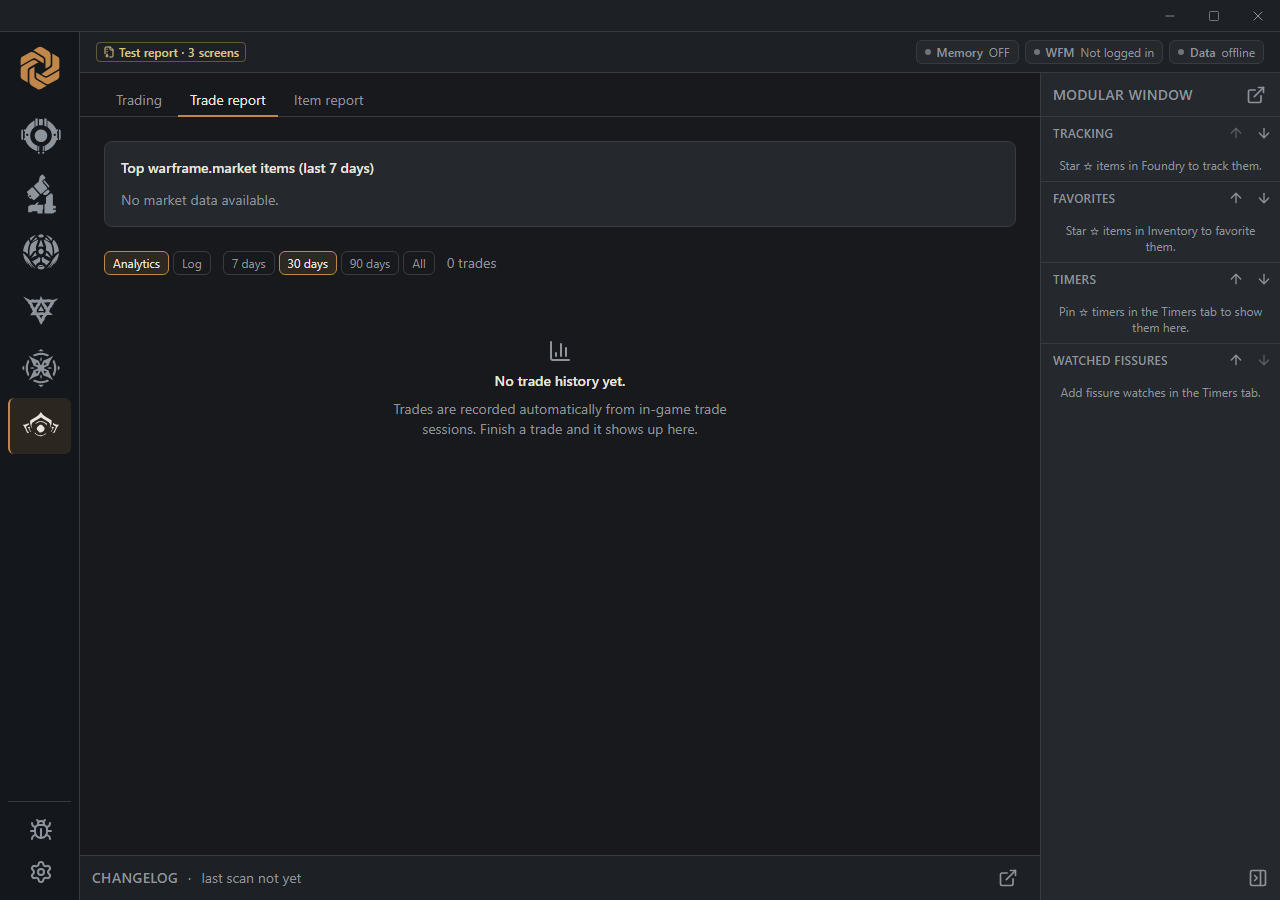 Test report · 3 screens
Memory OFF
WFM Not logged in
Data offline
Trading
Trade report
Item report
Top warframe.market items (last 7 days)
No market data available.
Analytics
Log
7 days
30 days
90 days
All
0 trades
No trade history yet.
Trades are recorded automatically from in-game trade
sessions. Finish a trade and it shows up here.
MODULAR WINDOW
TRACKING
Star ☆ items in Foundry to track them.
FAVORITES
Star ☆ items in Inventory to favorite
them.
TIMERS
Pin ☆ timers in the Timers tab to show
them here.
WATCHED FISSURES
Add fissure watches in the Timers tab.
CHANGELOG · last scan not yet